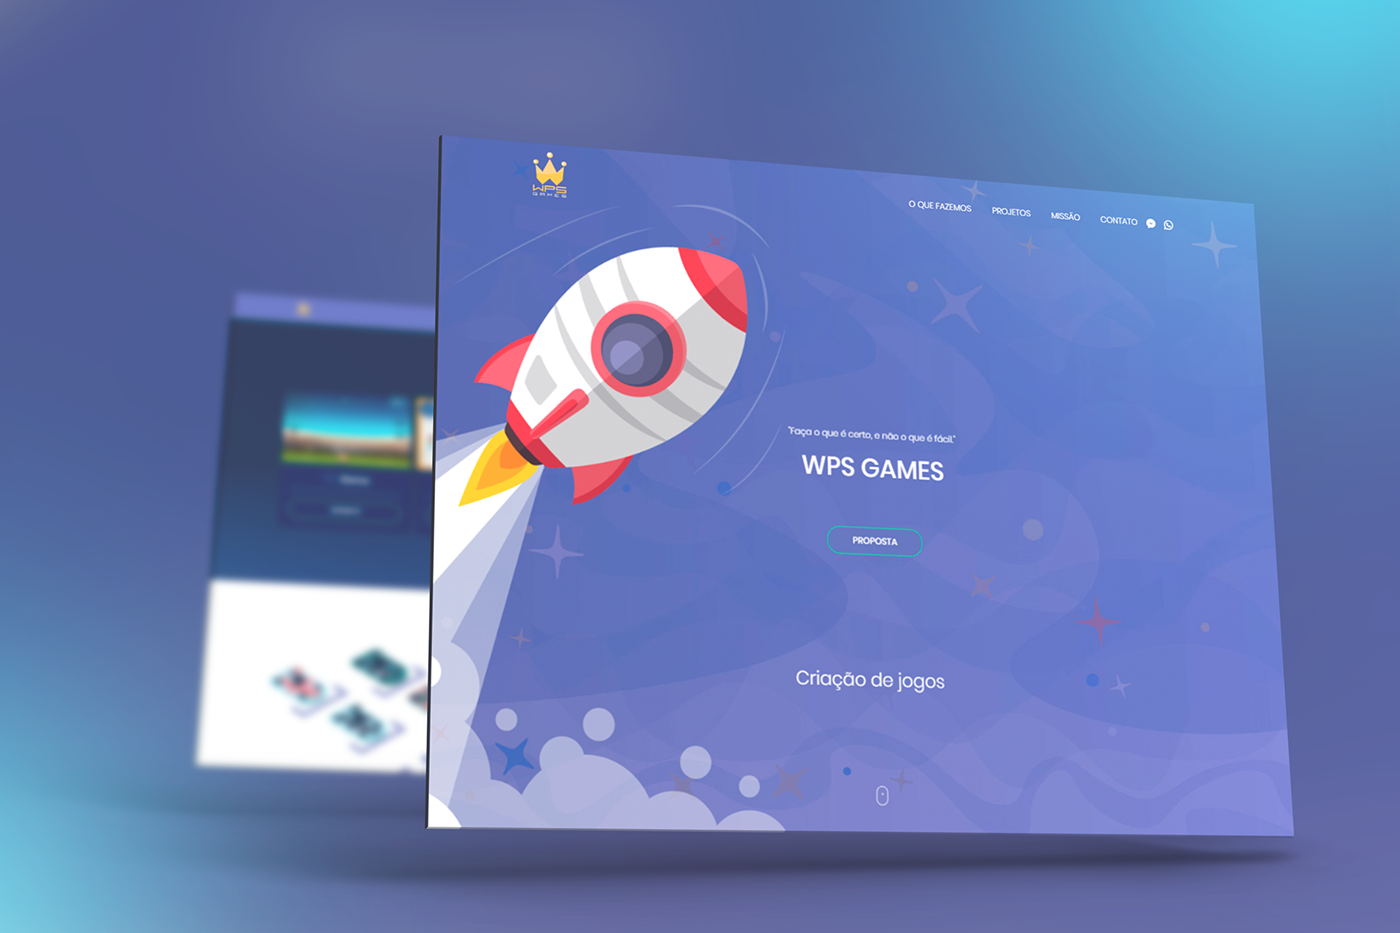 WPS
GAMES
O QUE FAZEMOS
PROJETOS
MISSÃO
CONTATO
"Faça o que é certo, e não o que é fácil."
WPS GAMES
PROPOSTA
Criação de jogos